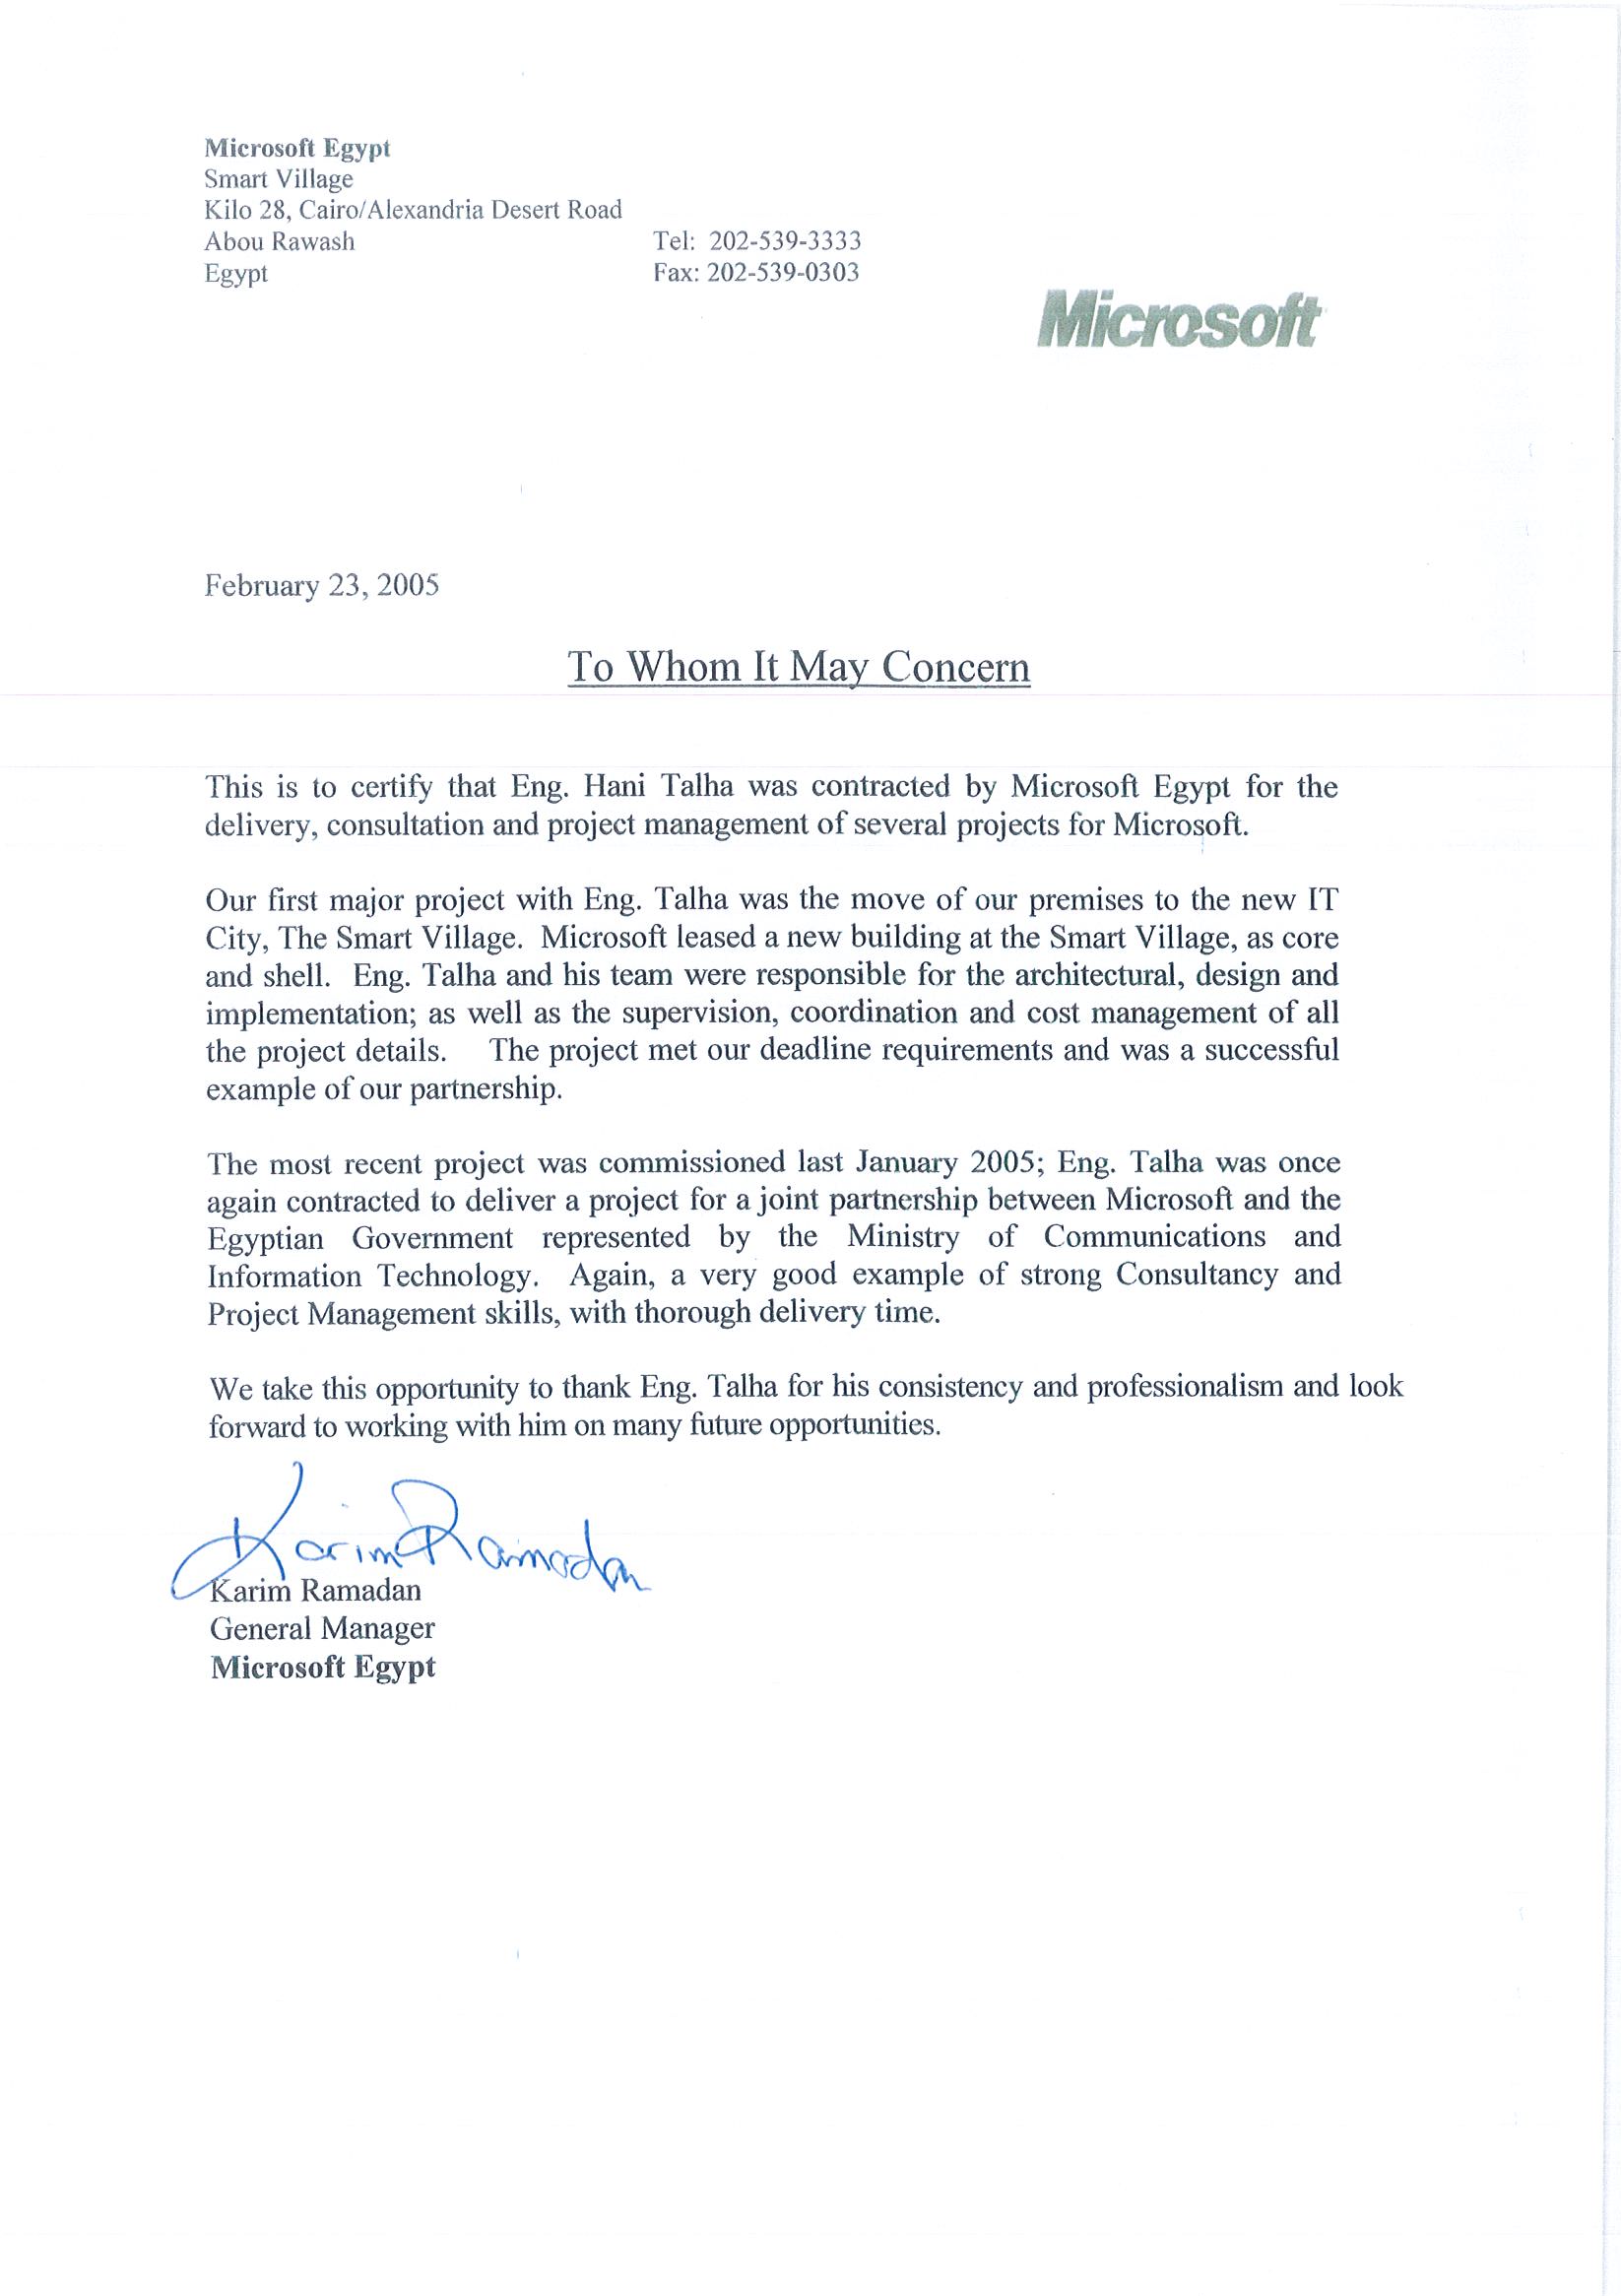 Microsoft Egypt
Smart Village
Kilo 28, Cairo/Alexandria Desert Road
Abou Rawash Tel: 202-539-3333
Egypt Fax: 202-539-0303
Microsoft
February 23, 2005
To Whom It May Concern
This is to certify that Eng. Hani Talha was contracted by Microsoft Egypt for the
delivery, consultation and project management of several projects for Microsoft.
Our first major project with Eng. Talha was the move of our premises to the new IT
City, The Smart Village. Microsoft leased a new building at the Smart Village, as core
and shell. Eng. Talha and his team were responsible for the architectural, design and
implementation; as well as the supervision, coordination and cost management of all
the project details. The project met our deadline requirements and was a successful
example of our partnership.
The most recent project was commissioned last January 2005; Eng. Talha was once
again contracted to deliver a project for a joint partnership between Microsoft and the
Egyptian Government represented by the Ministry of Communications and
Information Technology. Again, a very good example of strong Consultancy and
Project Management skills, with thorough delivery time.
We take this opportunity to thank Eng. Talha for his consistency and professionalism and look
forward to working with him on many future opportunities.
Karim Ramadan
Karim Ramadan
General Manager
Microsoft Egypt